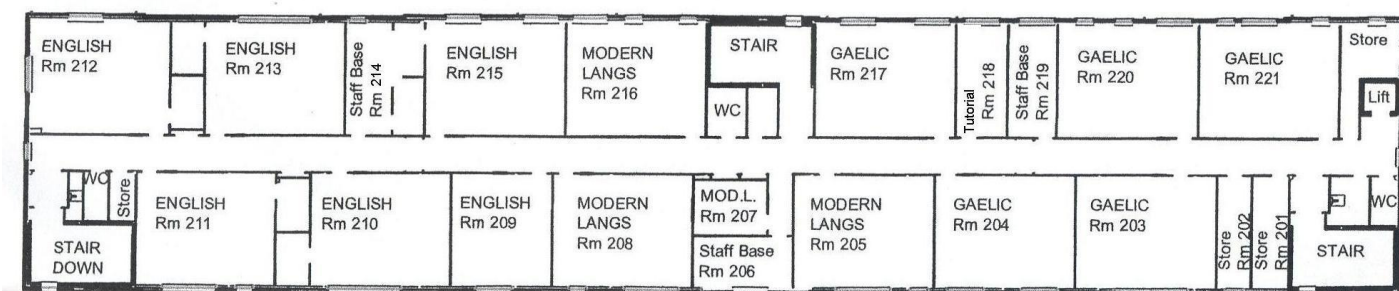 ENGLISH
Rm 212
ENGLISH
Rm 213
Staff Base
Rm 214
ENGLISH
Rm 215
MODERN
LANGS
Rm 216
STAIR
WC
GAELIC
Rm 217
Tutorial
Rm 218
Staff Base
Rm 219
GAELIC
Rm 220
GAELIC
Rm 221
Store
Lift
WC
Store
STAIR
DOWN
ENGLISH
Rm 211
ENGLISH
Rm 210
ENGLISH
Rm 209
MODERN
LANGS
Rm 208
MOD.L.
Rm 207
Staff Base
Rm 206
MODERN
LANGS
Rm 205
GAELIC
Rm 204
GAELIC
Rm 203
Store
Rm 202
Store
Rm 201
WC
STAIR